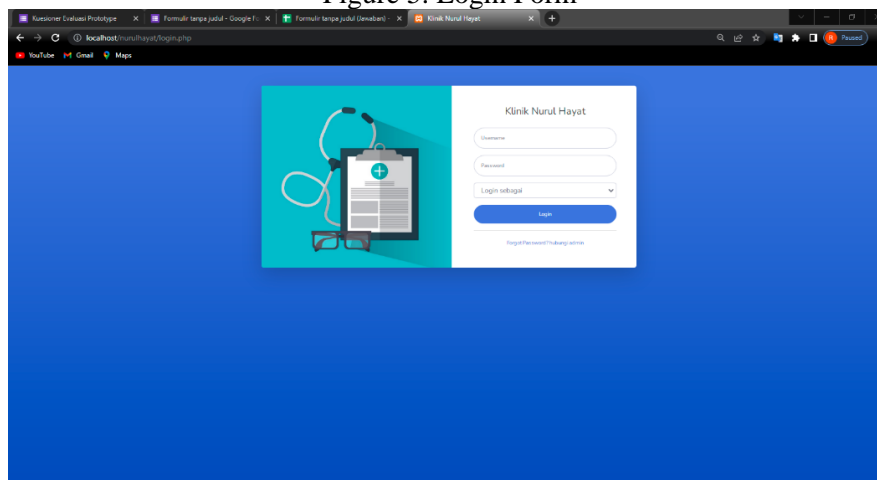 Figure 5. Login Form
Kuesioner Evaluasi Prototype
Formulir tanpa judul - Google Fo
Formulir tanpa judul (Jawaban) -
Klinik Nurul Hayat
localhost/nurulhayat/login.php
Paused
YouTube
Gmail
Maps
Klinik Nurul Hayat
Username
Password
Login sebagai
Login
Forgot Password? hubungi admin